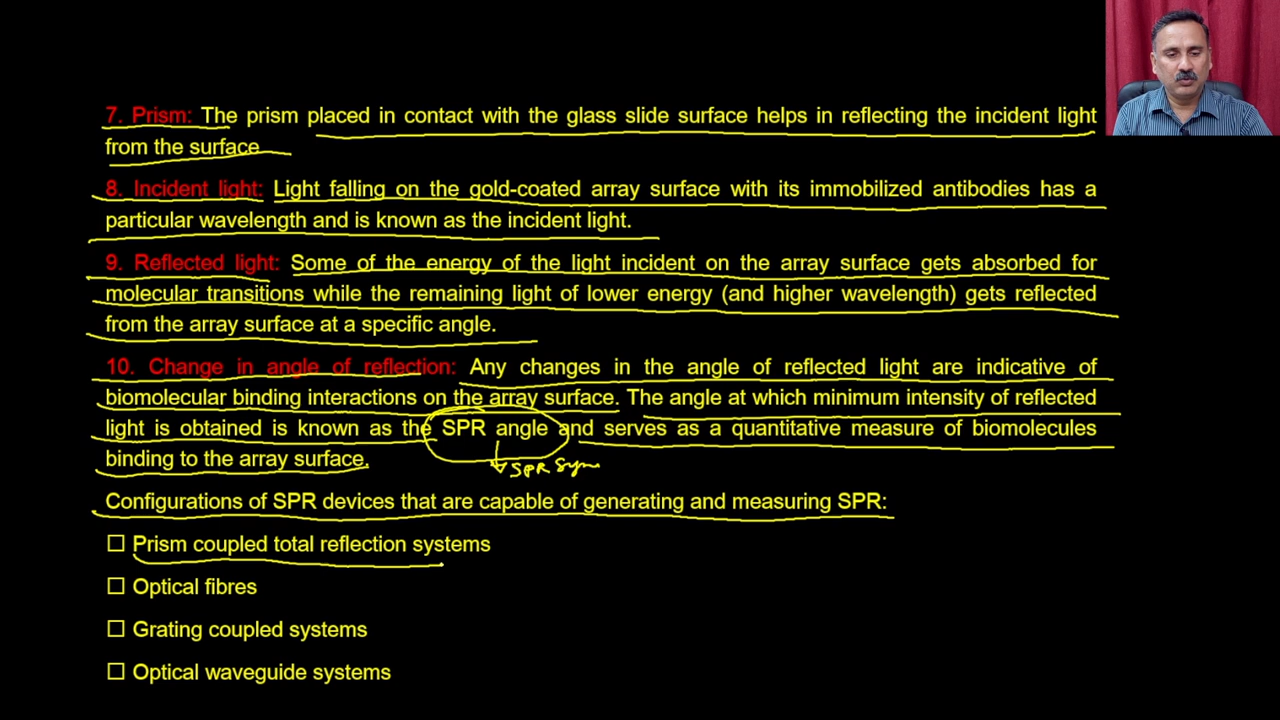 7. Prism: The prism placed in contact with the glass slide surface helps in reflecting the incident light
from the surface
8. Incident light: Light falling on the gold-coated array surface with its immobilized antibodies has a
particular wavelength and is known as the incident light.
9. Reflected light: Some of the energy of the light incident on the array surface gets absorbed for
molecular transitions while the remaining light of lower energy (and higher wavelength) gets reflected
from the array surface at a specific angle.
10. Change in angle of reflection: Any changes in the angle of reflected light are indicative of
biomolecular binding interactions on the array surface. The angle at which minimum intensity of reflected
light is obtained is known as the SPR angle and serves as a quantitative measure of biomolecules
binding to the array surface.
SPR
Configurations of SPR devices that are capable of generating and measuring SPR:
☐ Prism coupled total reflection systems
☐ Optical fibres
☐ Grating coupled systems
☐ Optical waveguide systems